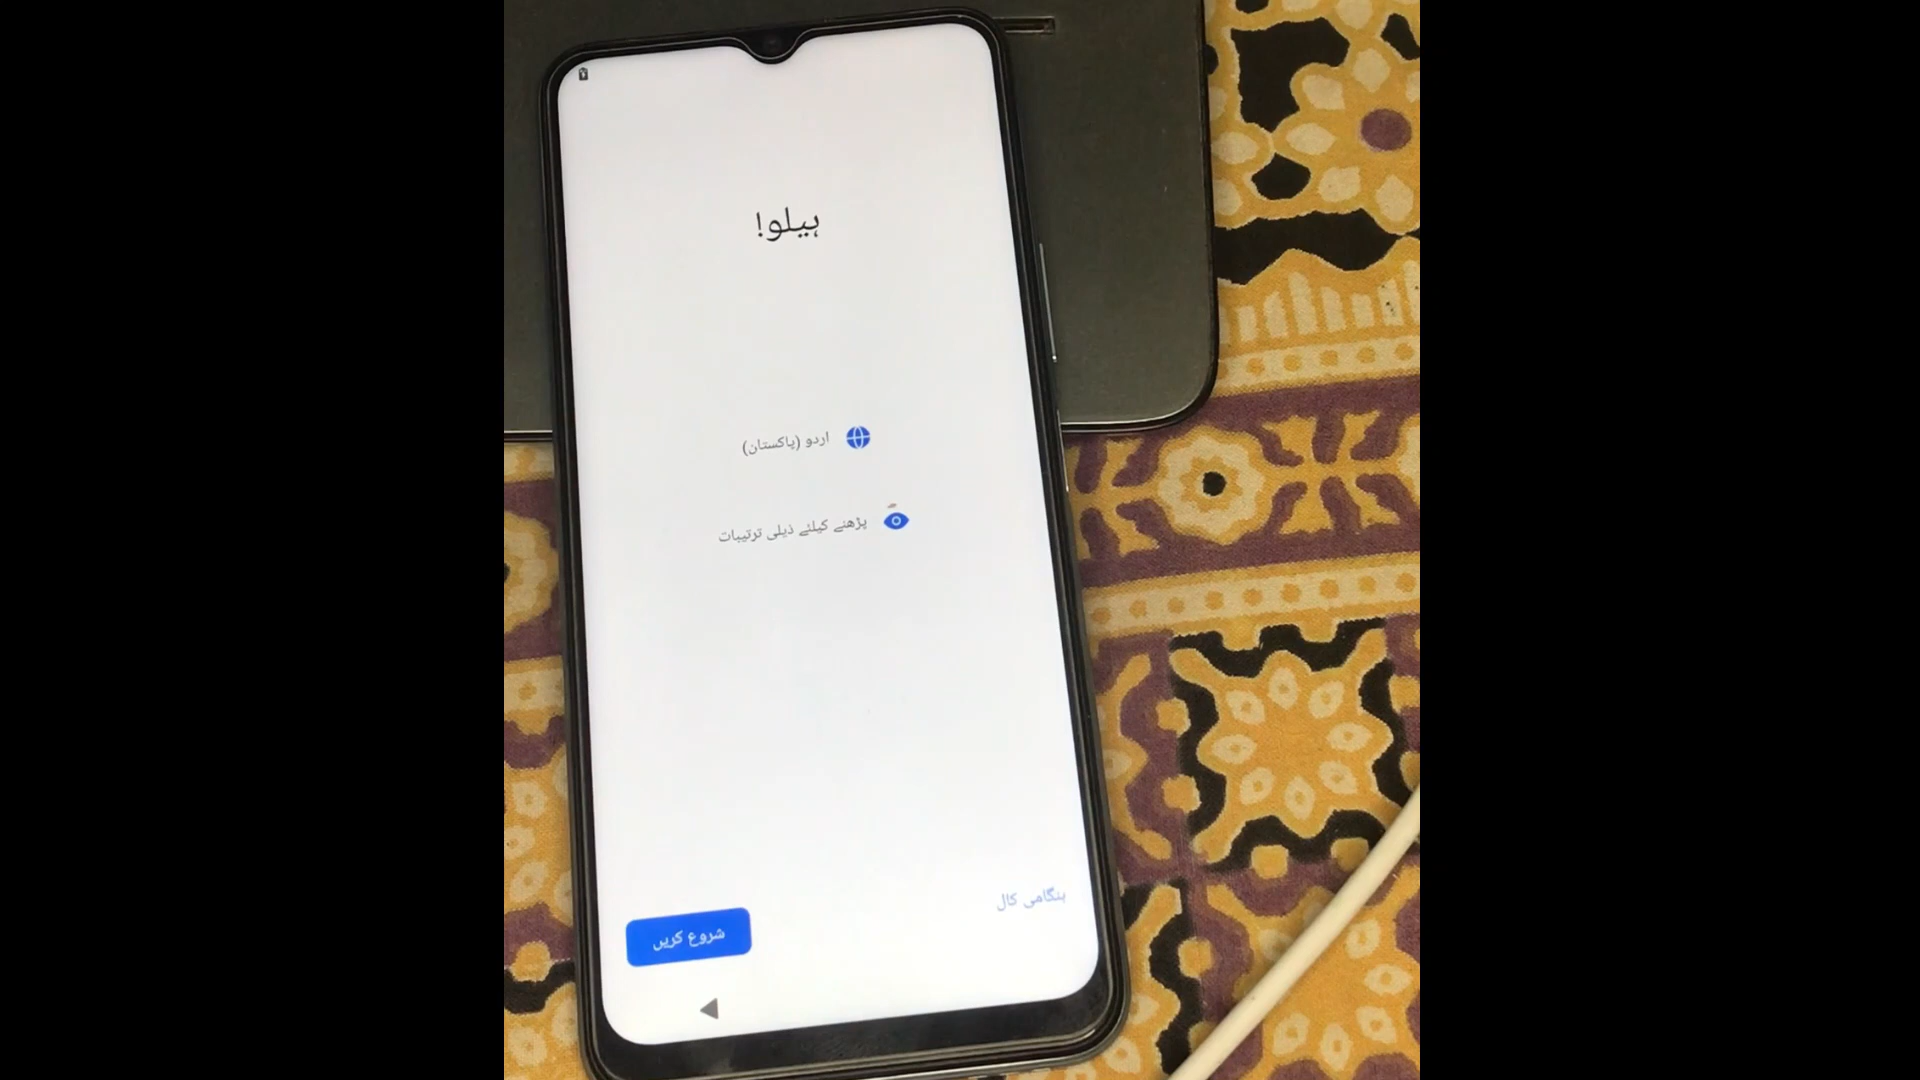 ہیلو!
اردو (پاکستان)
پڑھنے کیلئے ذیلی ترتیبات
ہنگامی کال
شروع کریں